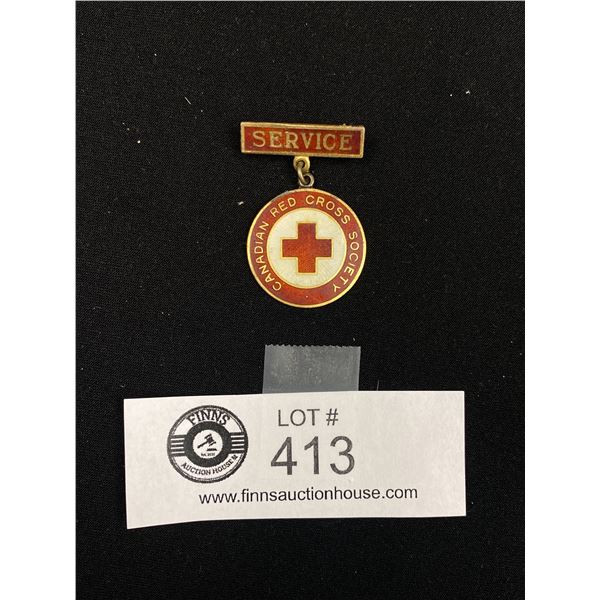 SERVICE
CANADIAN RED CROSS SOCIETY
FINNS
AUCTION HOUSE
LOT #
413
www.finnsauctionhouse.com